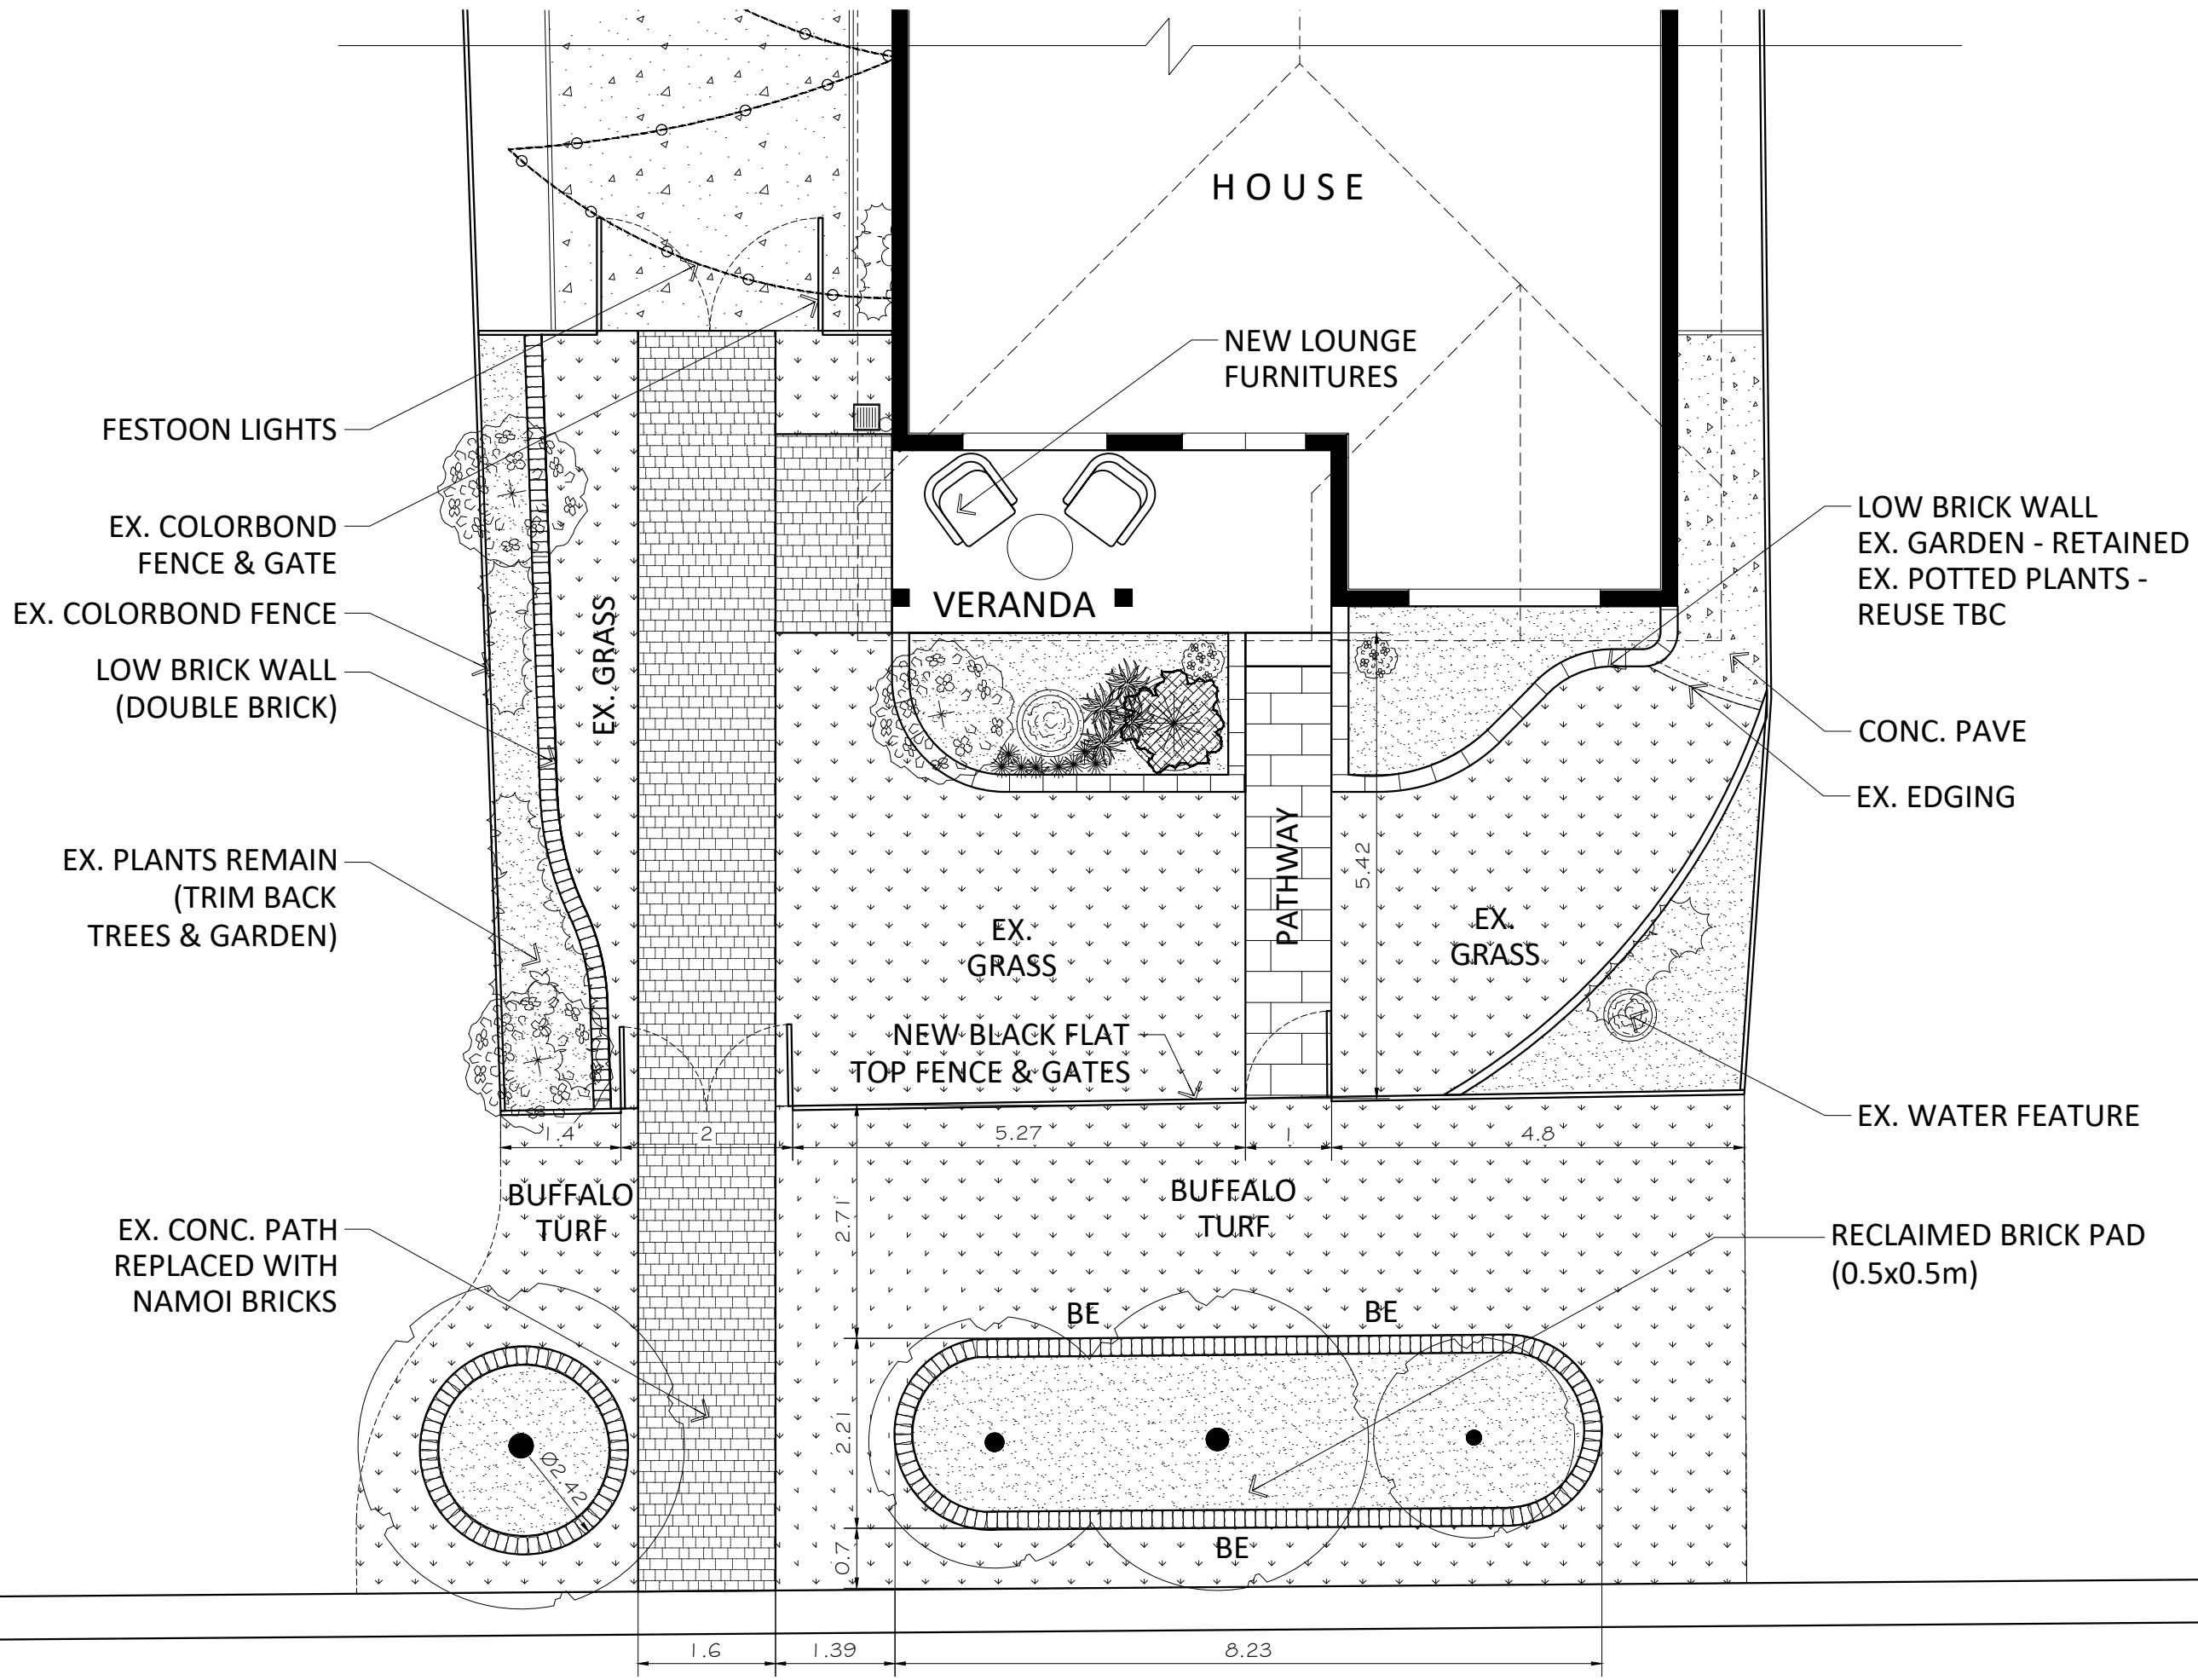 HOUSE
NEW LOUNGE
FURNITURES
FESTOON LIGHTS
EX. COLORBOND
FENCE & GATE
EX. COLORBOND FENCE
LOW BRICK WALL
(DOUBLE BRICK)
EX. PLANTS REMAIN
(TRIM BACK
TREES & GARDEN)
EX. CONC. PATH
REPLACED WITH
NAMOI BRICKS
EX. GRASS
VERANDA
LOW BRICK WALL
EX. GARDEN - RETAINED
EX. POTTED PLANTS -
REUSE TBC
CONC. PAVE
EX. EDGING
EX. WATER FEATURE
RECLAIMED BRICK PAD
(0.5x0.5m)
PATHWAY
5.42
EX.
GRASS
EX.
GRASS
NEW BLACK FLAT
TOP FENCE & GATES
1.4
2
5.27
1
4.8
BUFFALO
TURF
BUFFALO
TURF
2.71
BE
BE
2.21
Ø2.42
BE
0.7
1.6
1.39
8.23